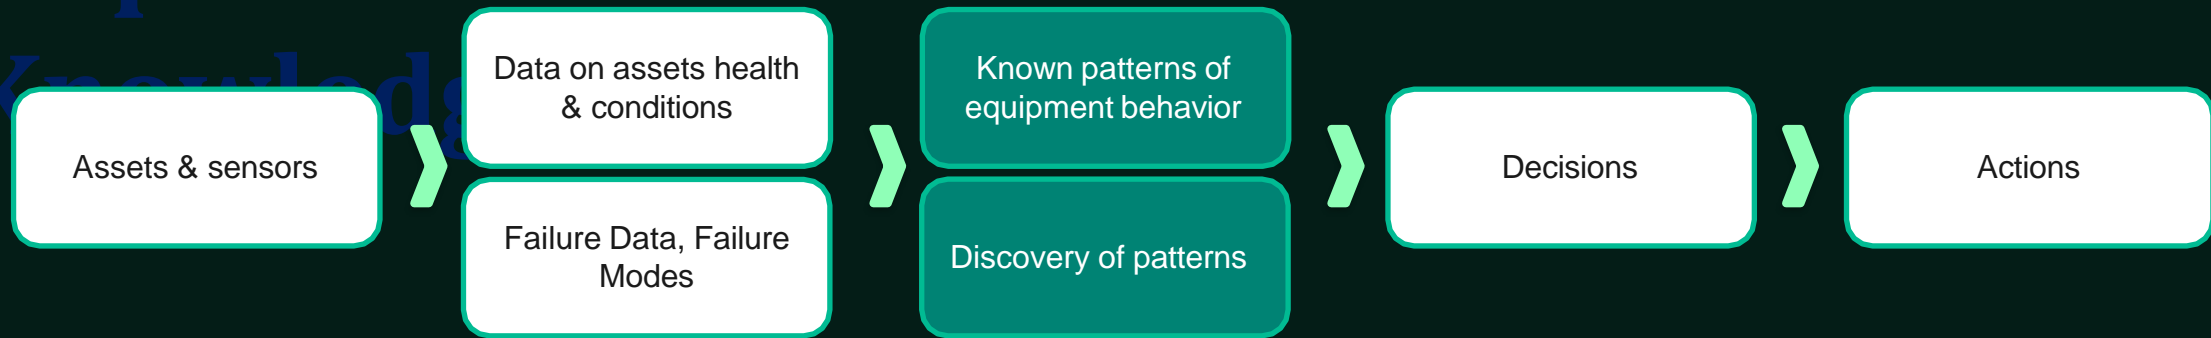 Assets & sensors
Data on assets health
& conditions
Failure Data, Failure
Modes
Known patterns of
equipment behavior
Discovery of patterns
Decisions
Actions